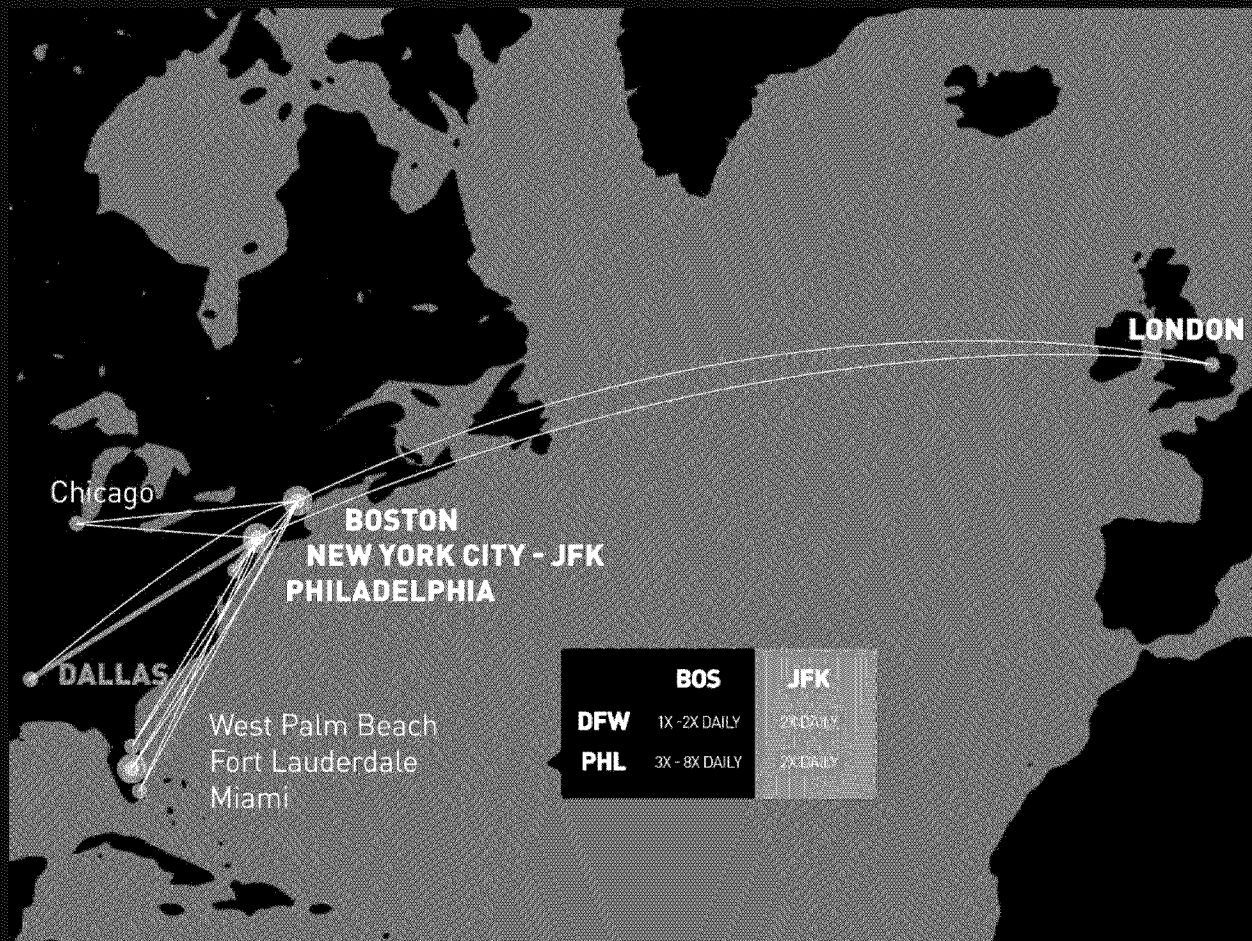 LONDON
Chicago
BOSTON
NEW YORK CITY - JFK
PHILADELPHIA
DALLAS
BOS JFK
DFW 1X -2X DAILY 2X DAILY
PHL 3X - 8X DAILY 2X DAILY
West Palm Beach
Fort Lauderdale
Miami